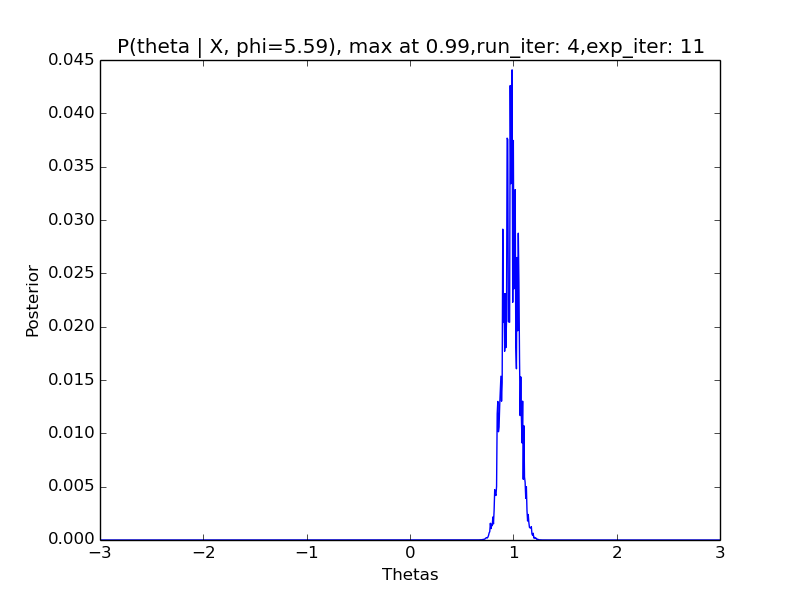 P(theta | X, phi=5.59), max at 0.99,run_iter: 4,exp_iter: 11
0.045
0.040
0.035
0.030
0.025
0.020
0.015
0.010
0.005
0.000
Posterior
−3 −2 −1 0 1 2 3
Thetas